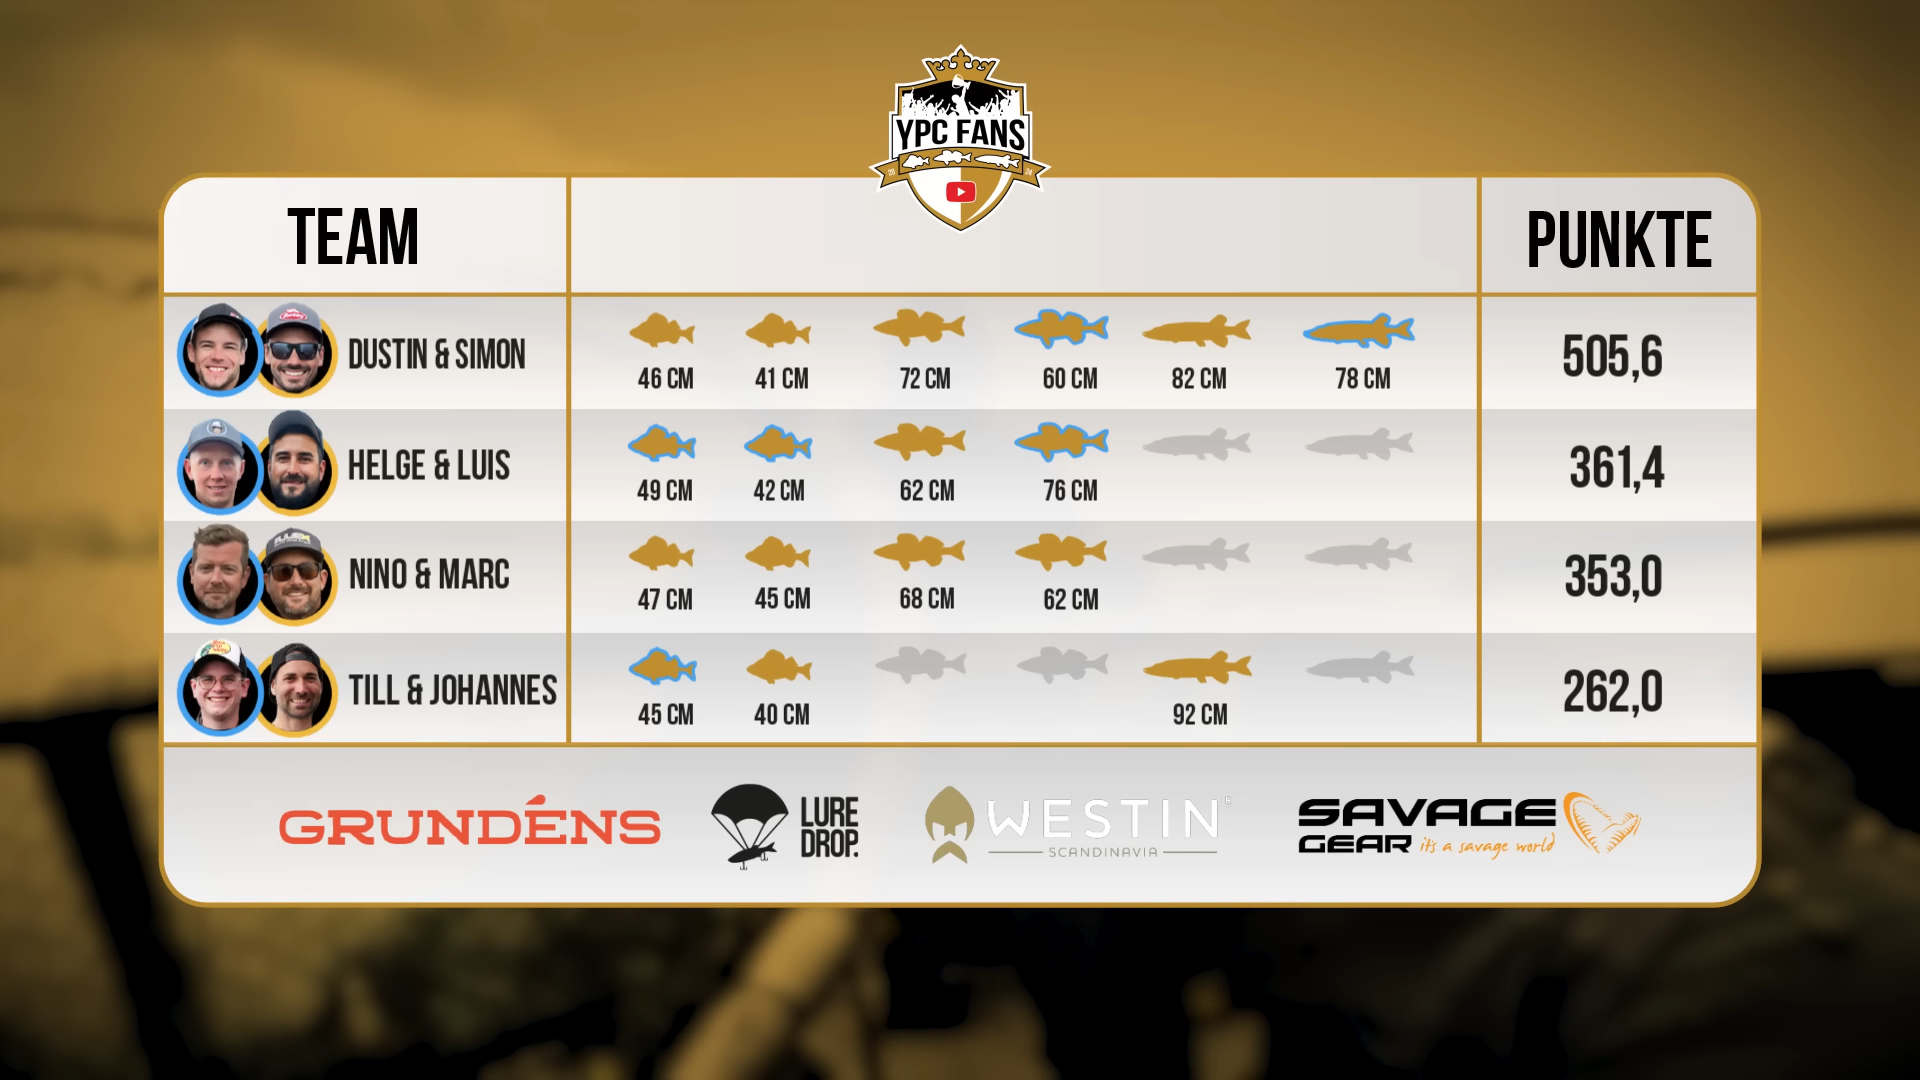 YPC FANS
20 24
TEAM
PUNKTE
DUSTIN & SIMON
46 CM 41 CM 72 CM 60 CM 82 CM 78 CM
505,6
HELGE & LUIS
49 CM 42 CM 62 CM 76 CM
361,4
NINO & MARC
47 CM 45 CM 68 CM 62 CM
353,0
TILL & JOHANNES
45 CM 40 CM 92 CM
262,0
GRUNDÉNS
LURE
DROP.
WESTIN®
SCANDINAVIA
SAVAGE
GEAR it's a savage world